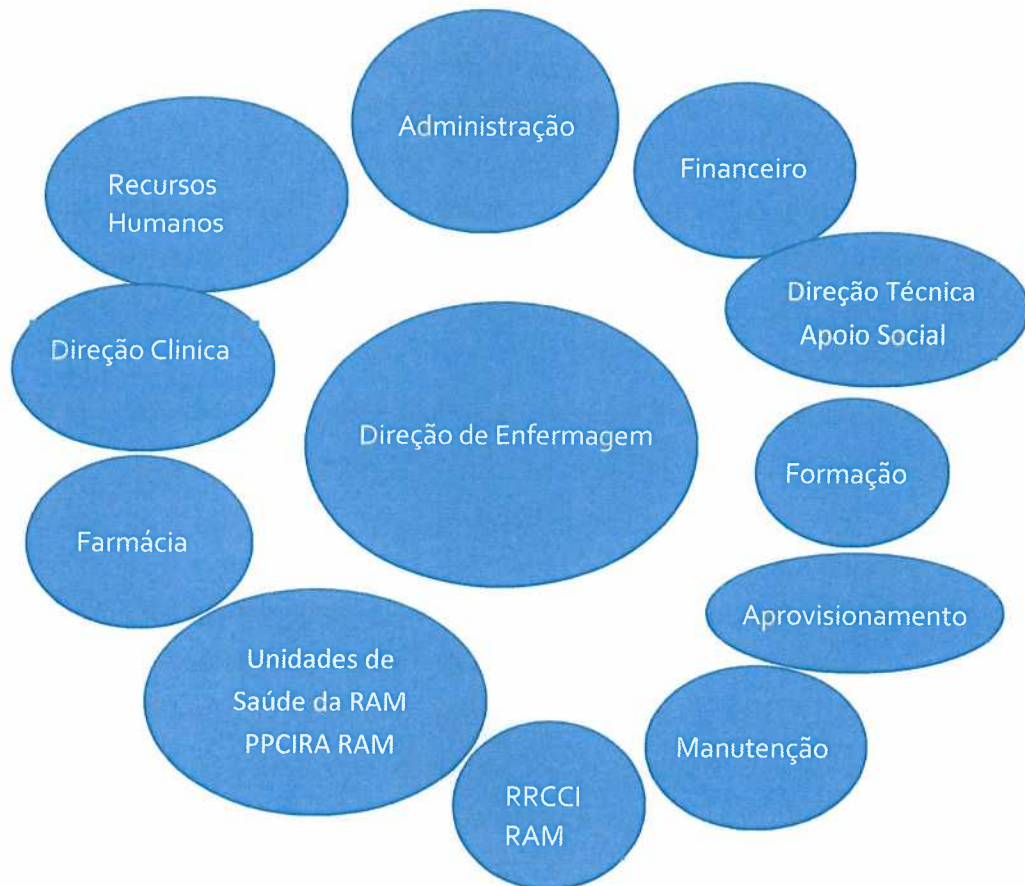 Administração
Financeiro
Recursos
Humanos
Direção Técnica
Apoio Social
Direção Clinica
Direção de Enfermagem
Formação
Farmácia
Aprovisionamento
Unidades de
Saúde da RAM
PPCIRA RAM
Manutenção
RRCCI
RAM